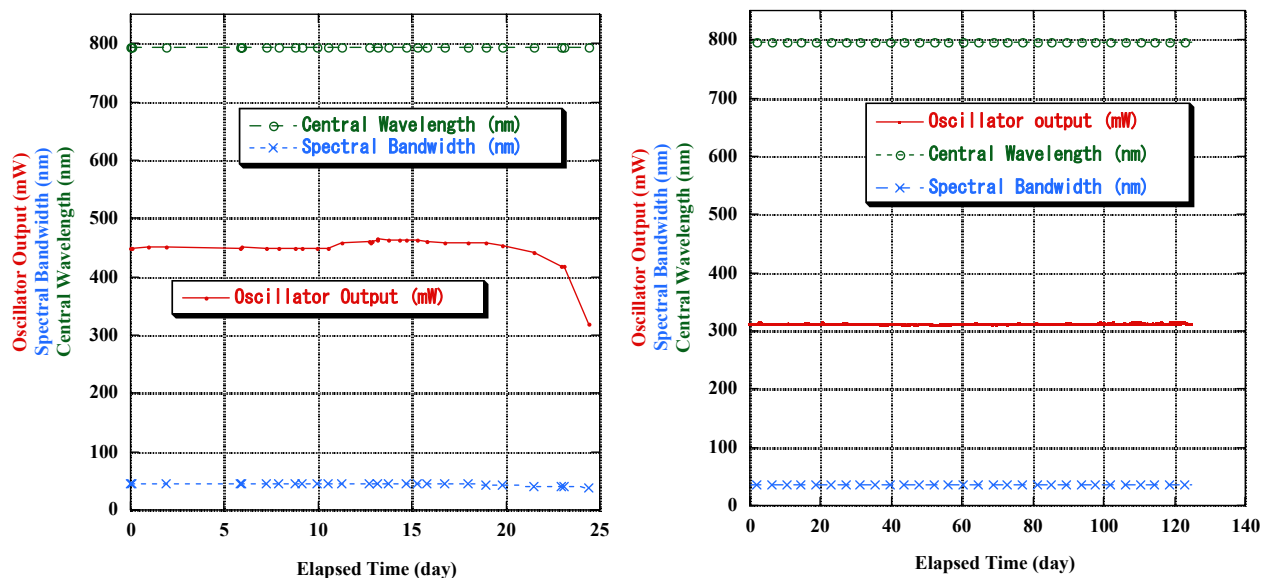 800
700
600
500
400
300
200
100
0
0 5 10 15 20 25
Elapsed Time (day)
Oscillator Output (mW)
Spectral Bandwidth (nm)
Central Wavelength (nm)
Central Wavelength (nm)
Spectral Bandwidth (nm)
Oscillator Output (mW)
800
700
600
500
400
300
200
100
0
0 20 40 60 80 100 120 140
Elapsed Time (day)
Oscillator Output (mW)
Spectral Bandwidth (nm)
Central Wavelength (nm)
Oscillator output (mW)
Central Wavelength (nm)
Spectral Bandwidth (nm)